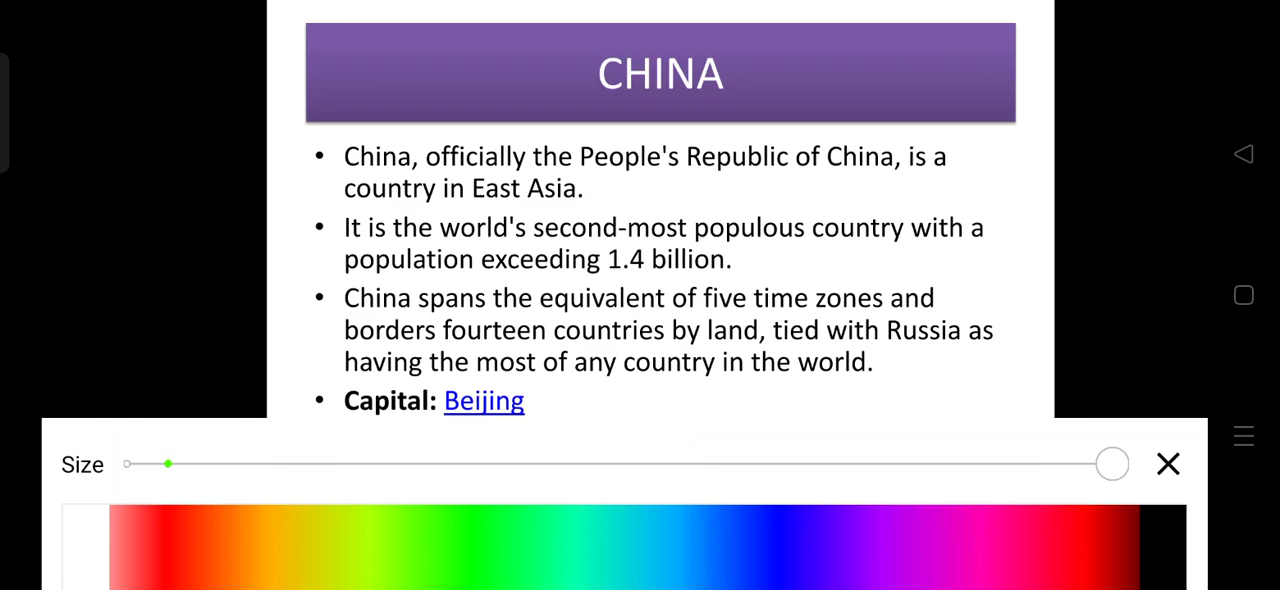 CHINA
• China, officially the People's Republic of China, is a
country in East Asia.
• It is the world's second-most populous country with a
population exceeding 1.4 billion.
• China spans the equivalent of five time zones and
borders fourteen countries by land, tied with Russia as
having the most of any country in the world.
• Capital: Beijing
Size